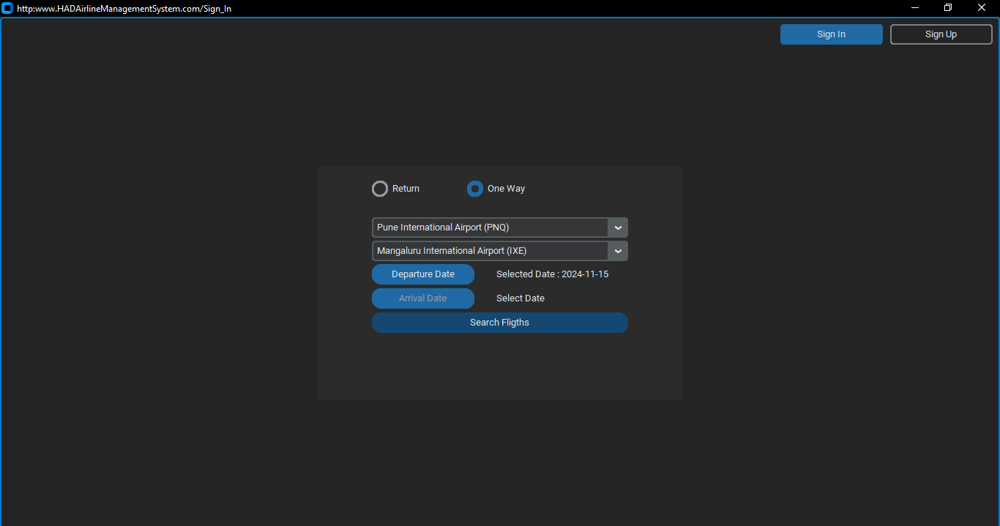 http:www.HADAirlineManagementSystem.com/Sign_In
Sign In Sign Up
Return One Way
Pune International Airport (PNQ)
Mangaluru International Airport (IXE)
Departure Date Selected Date : 2024-11-15
Arrival Date Select Date
Search Fligths